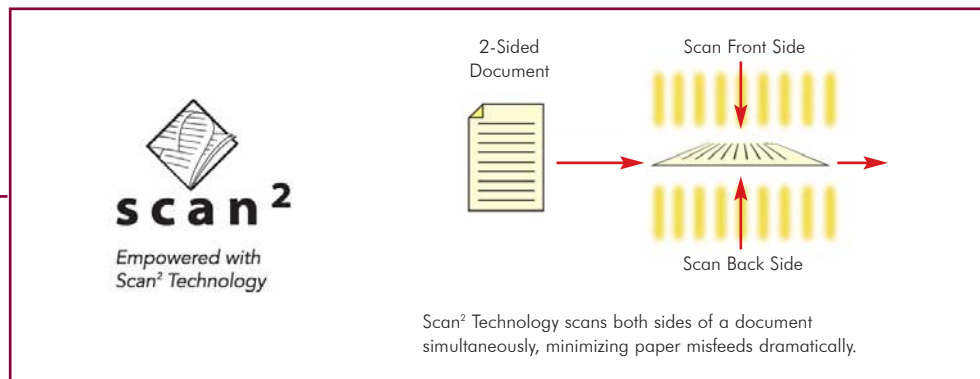 scan²
Empowered with
Scan² Technology
2-Sided
Document
Scan Front Side
Scan Back Side
Scan² Technology scans both sides of a document
simultaneously, minimizing paper misfeeds dramatically.